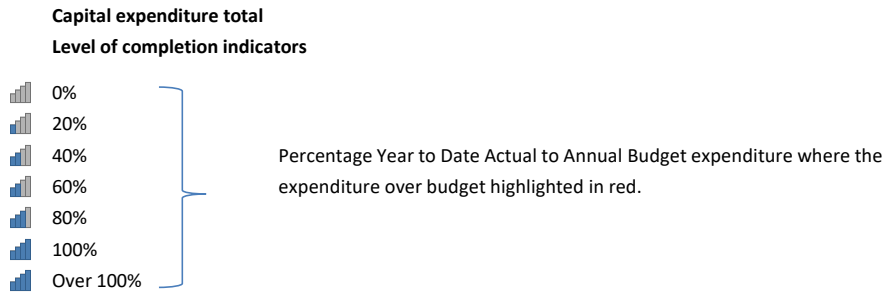 Capital expenditure total
Level of completion indicators
0%
20%
40%
60%
80%
100%
Over 100%
Percentage Year to Date Actual to Annual Budget expenditure where the
expenditure over budget highlighted in red.